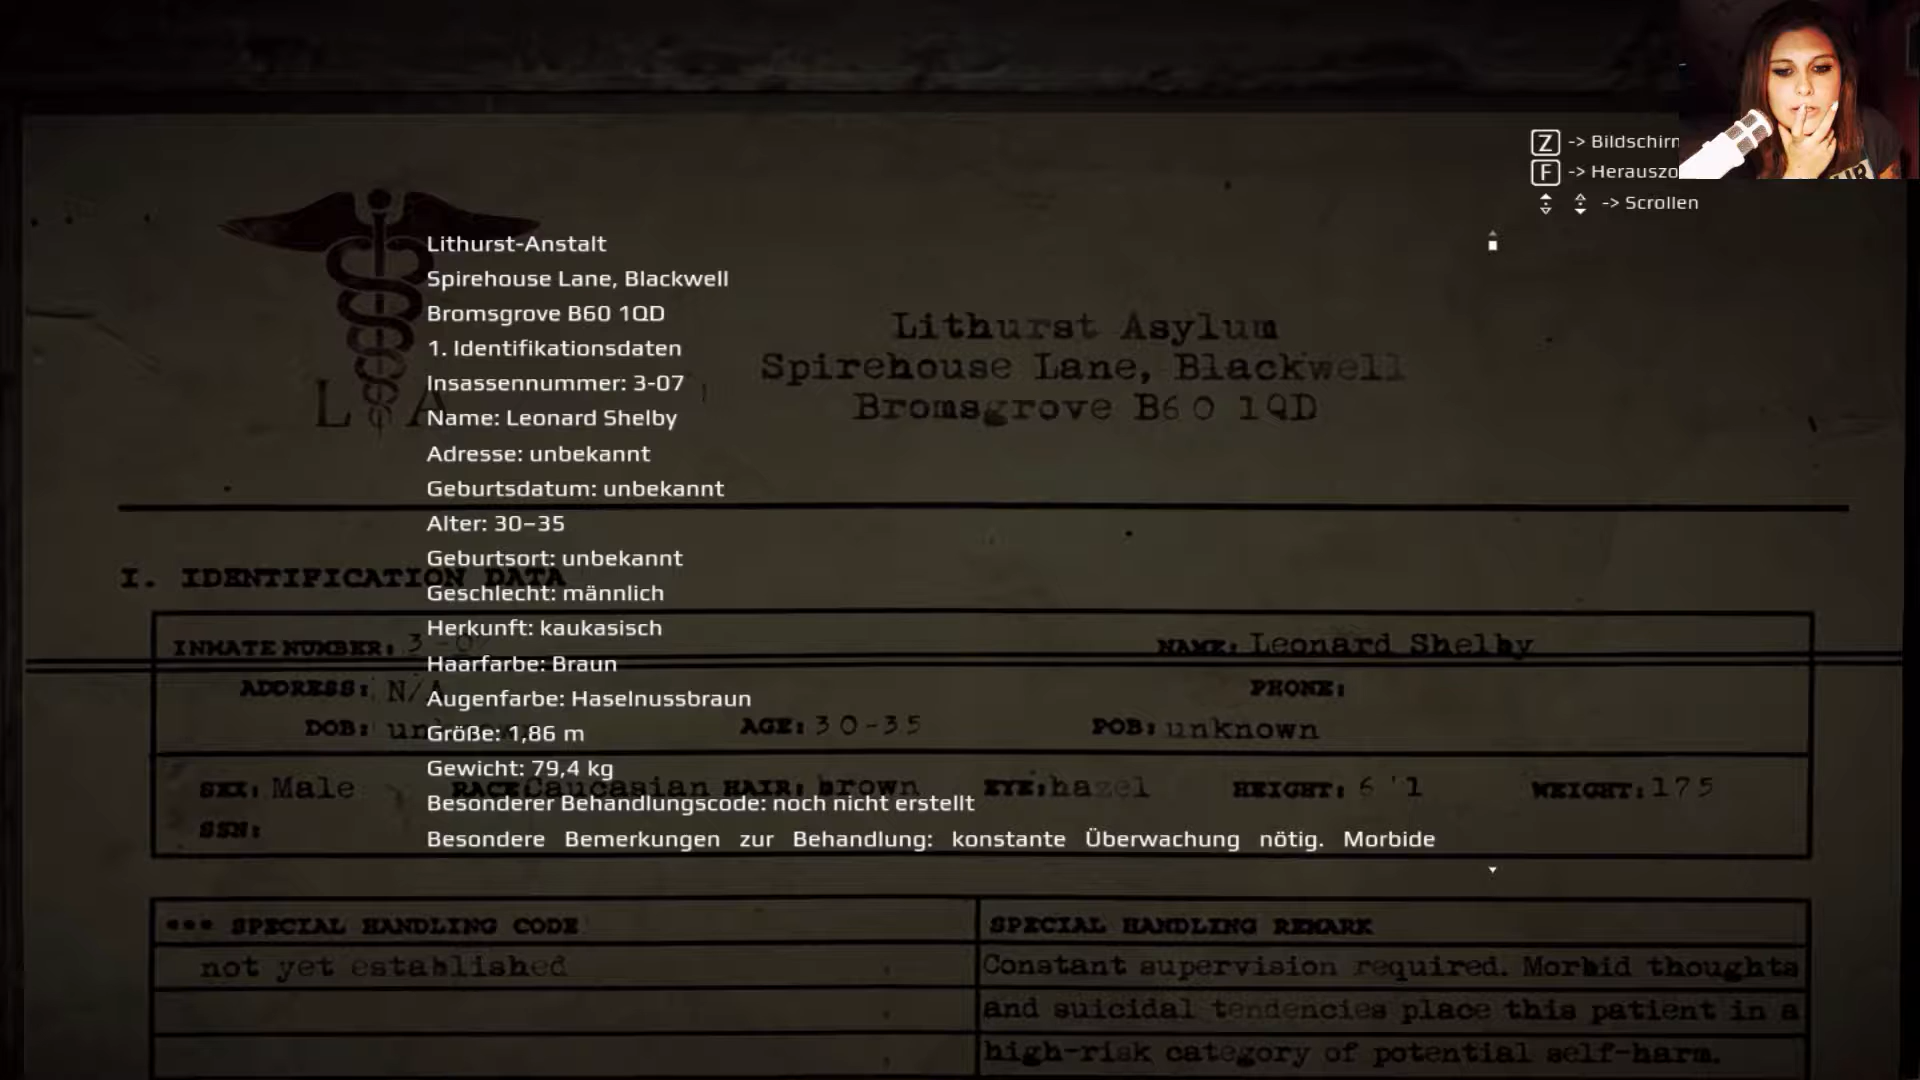 Z -> Bildschirm
F -> Herauszo
-> Scrollen
Lithurst-Anstalt
Spirehouse Lane, Blackwell
Bromsgrove B60 1QD
1. Identifikationsdaten
Insassennummer: 3-07
Name: Leonard Shelby
Adresse: unbekannt
Geburtsdatum: unbekannt
Alter: 30–35
Geburtsort: unbekannt
Geschlecht: männlich
Herkunft: kaukasisch
Haarfarbe: Braun
Augenfarbe: Haselnussbraun
Größe: 1,86 m
Gewicht: 79,4 kg
Besonderer Behandlungscode: noch nicht erstellt
Besondere Bemerkungen zur Behandlung: konstante Überwachung nötig. Morbide
L A
Lithurst Asylum
Spirehouse Lane, Blackwell
Bromsgrove B60 1QD
I. IDENTIFICATION DATA
INMATE NUMBER: 3-07 NAME: Leonard Shelby
ADDRESS: N/A PHONE:
DOB: unknown AGE: 30-35 POB: unknown
SEX: Male RACE: Caucasian HAIR: brown EYE: hazel HEIGHT: 6'1 WEIGHT: 175
SSN:
*** SPECIAL HANDLING CODE SPECIAL HANDLING REMARK
not yet established Constant supervision required. Morbid thoughts
and suicidal tendencies place this patient in a
high-risk category of potential self-harm.